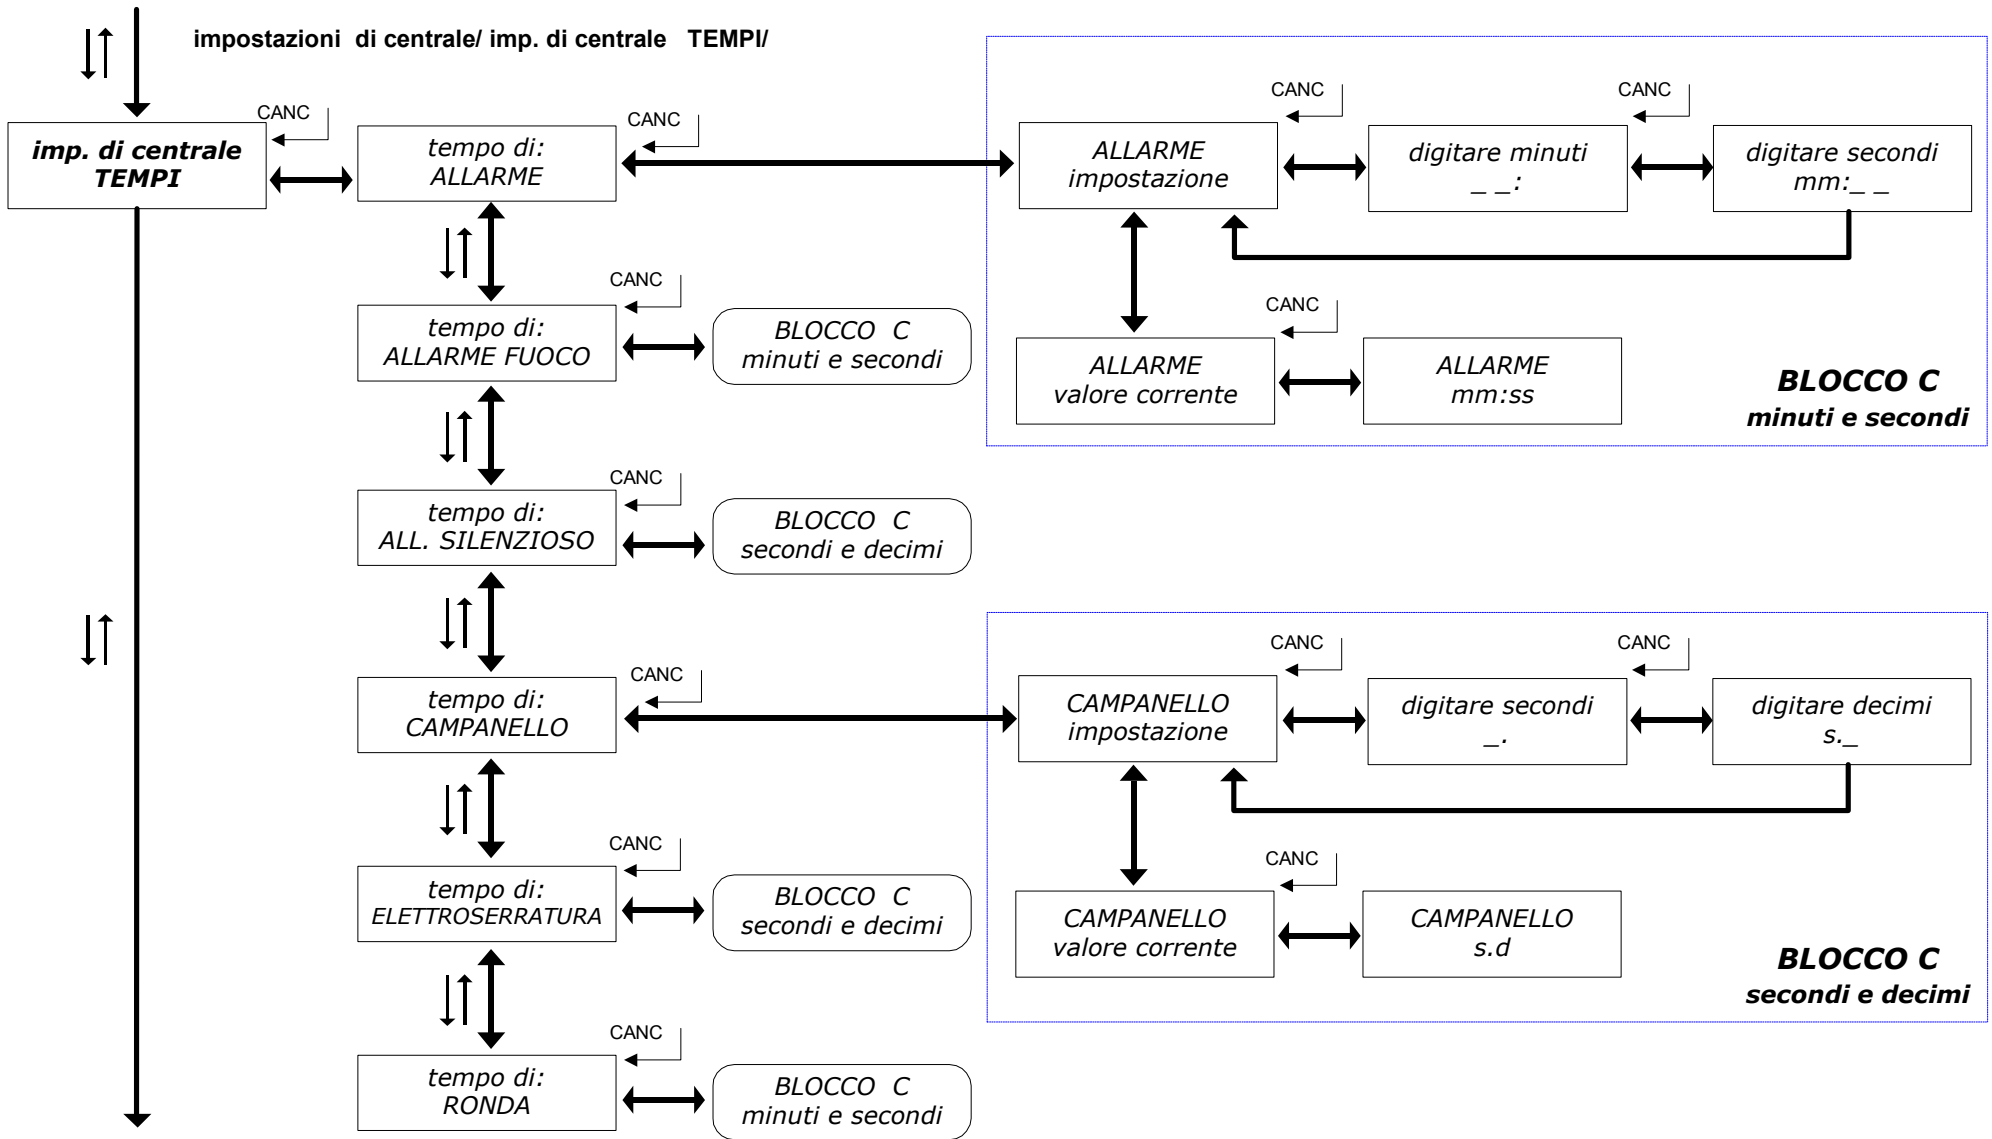 impostazioni di centrale/ imp. di centrale TEMPI/
CANC
imp. di centrale
TEMPI
CANC
tempo di:
ALLARME
CANC
ALLARME
impostazione
CANC
digitare minuti
_ _:
CANC
digitare secondi
mm:_ _
CANC
tempo di:
ALLARME FUOCO
BLOCCO C
minuti e secondi
CANC
ALLARME
valore corrente
ALLARME
mm:ss
BLOCCO C
minuti e secondi
CANC
tempo di:
ALL. SILENZIOSO
BLOCCO C
secondi e decimi
CANC
tempo di:
CAMPANELLO
CANC
CAMPANELLO
impostazione
CANC
digitare secondi
_.
digitare decimi
s._
CANC
tempo di:
ELETTROSERRATURA
BLOCCO C
secondi e decimi
CANC
CAMPANELLO
valore corrente
CAMPANELLO
s.d
BLOCCO C
secondi e decimi
CANC
tempo di:
RONDA
BLOCCO C
minuti e secondi